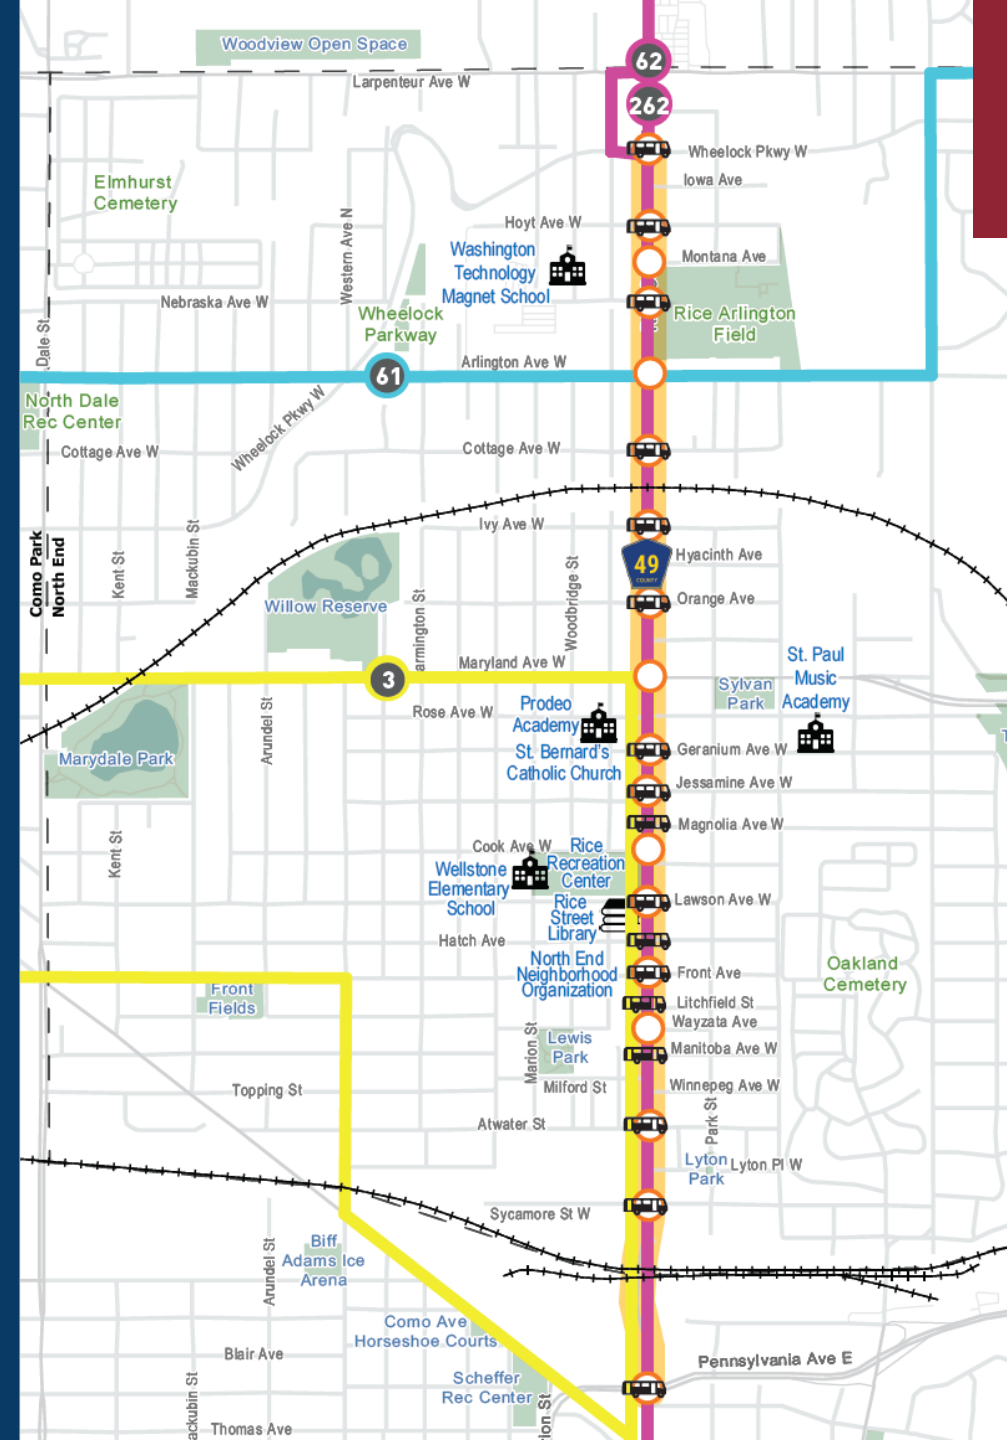 Woodview Open Space
62
Larpenteur Ave W
262
Wheelock Pkwy W
Iowa Ave
Elmhurst
Cemetery
Western Ave N
Hoyt Ave W
Washington
Technology
Magnet School
Montana Ave
Nebraska Ave W
Wheelock
Parkway
Rice Arlington
Field
Dale St
Arlington Ave W
61
North Dale
Rec Center
Wheelock Pkwy W
Cottage Ave W
Cottage Ave W
Ivy Ave W
Como Park
North End
Kent St
Mackubin St
Woodbridge St
49
COUNTY
Hyacinth Ave
Orange Ave
Willow Reserve
armington St
Maryland Ave W
3
St. Paul
Music
Academy
Sylvan
Park
Arundel St
Rose Ave W
Prodeo
Academy
St. Bernard's
Catholic Church
Marydale Park
Geranium Ave W
Jessamine Ave W
Magnolia Ave W
Kent St
Cook Ave W
Rice
Recreation
Center
Wellstone
Elementary
School
Rice
Street
Library
Lawson Ave W
Hatch Ave
North End
Neighborhood
Organization
Front Ave
Oakland
Cemetery
Front
Fields
Litchfield St
Wayzata Ave
Marion St
Lewis
Park
Manitoba Ave W
Topping St
Milford St
Winnepeg Ave W
Atwater St
Park St
Lyton
Park
Lyton Pl W
Sycamore St W
Arundel St
Biff
Adams Ice
Arena
Como Ave
Horseshoe Courts
Blair Ave
Pennsylvania Ave E
Scheffer
Rec Center
ackubin St
rion St
Thomas Ave